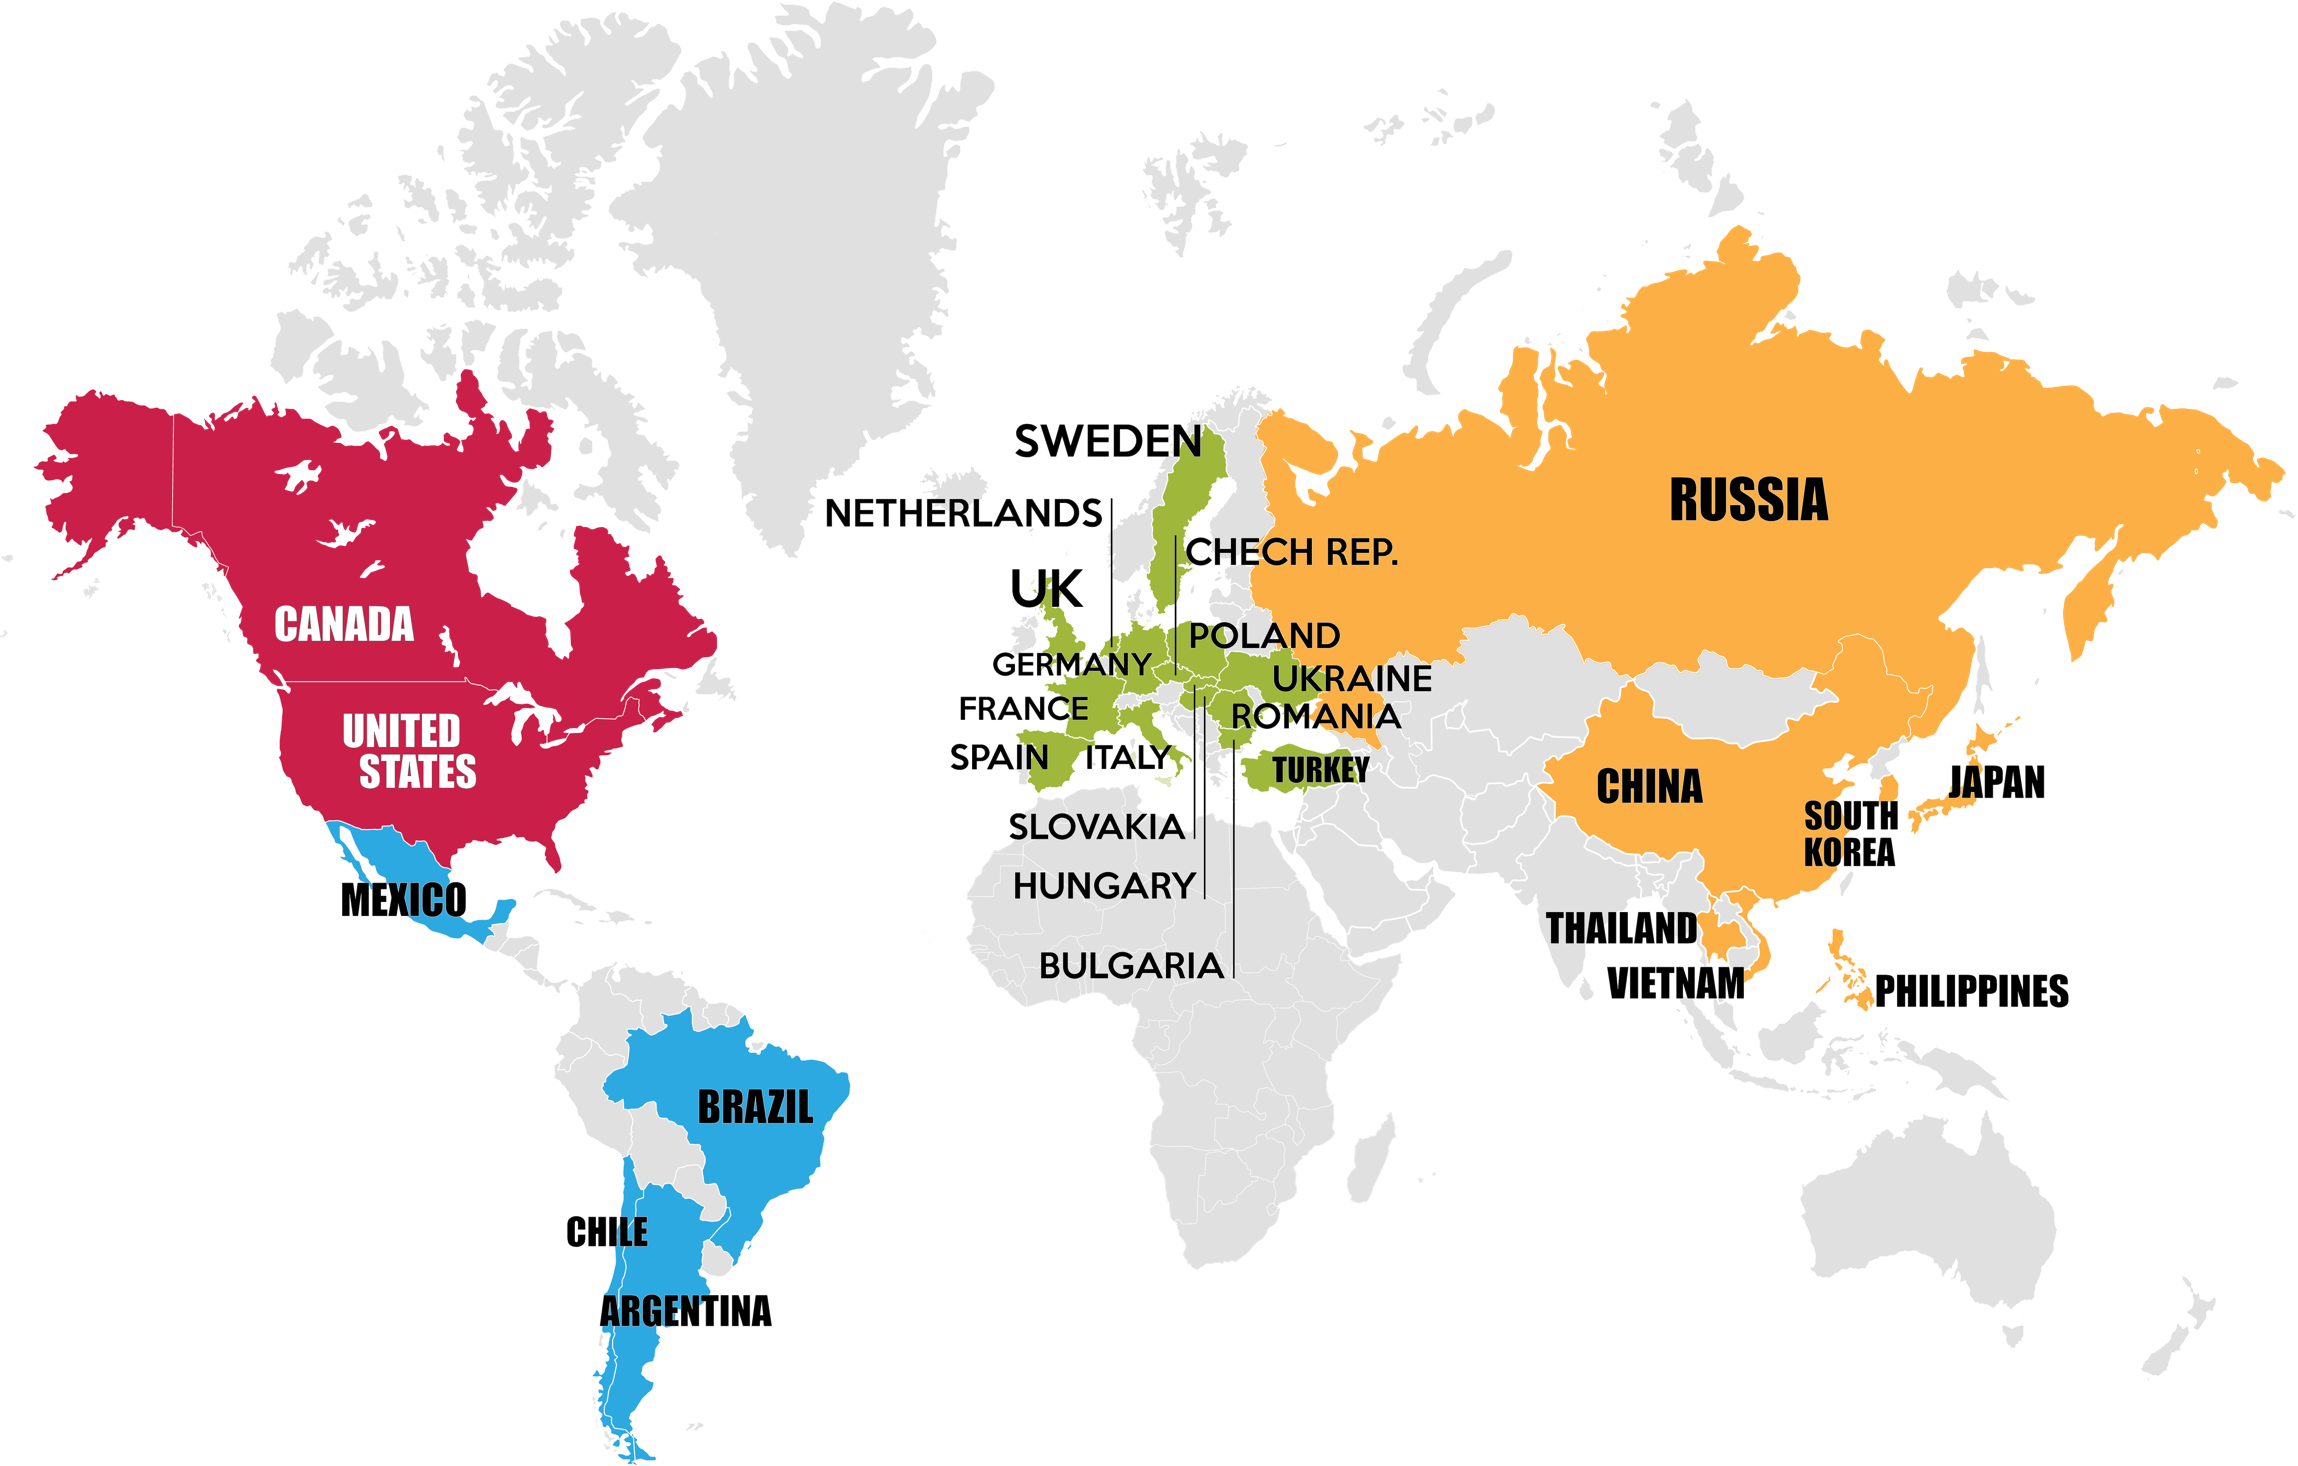 SWEDEN
NETHERLANDS
CHECH REP.
UK
POLAND
GERMANY
UKRAINE
FRANCE
ROMANIA
SPAIN
ITALY
TURKEY
SLOVAKIA
HUNGARY
BULGARIA
CANADA
UNITED
STATES
MEXICO
BRAZIL
CHILE
ARGENTINA
RUSSIA
CHINA
JAPAN
SOUTH
KOREA
THAILAND
VIETNAM
PHILIPPINES